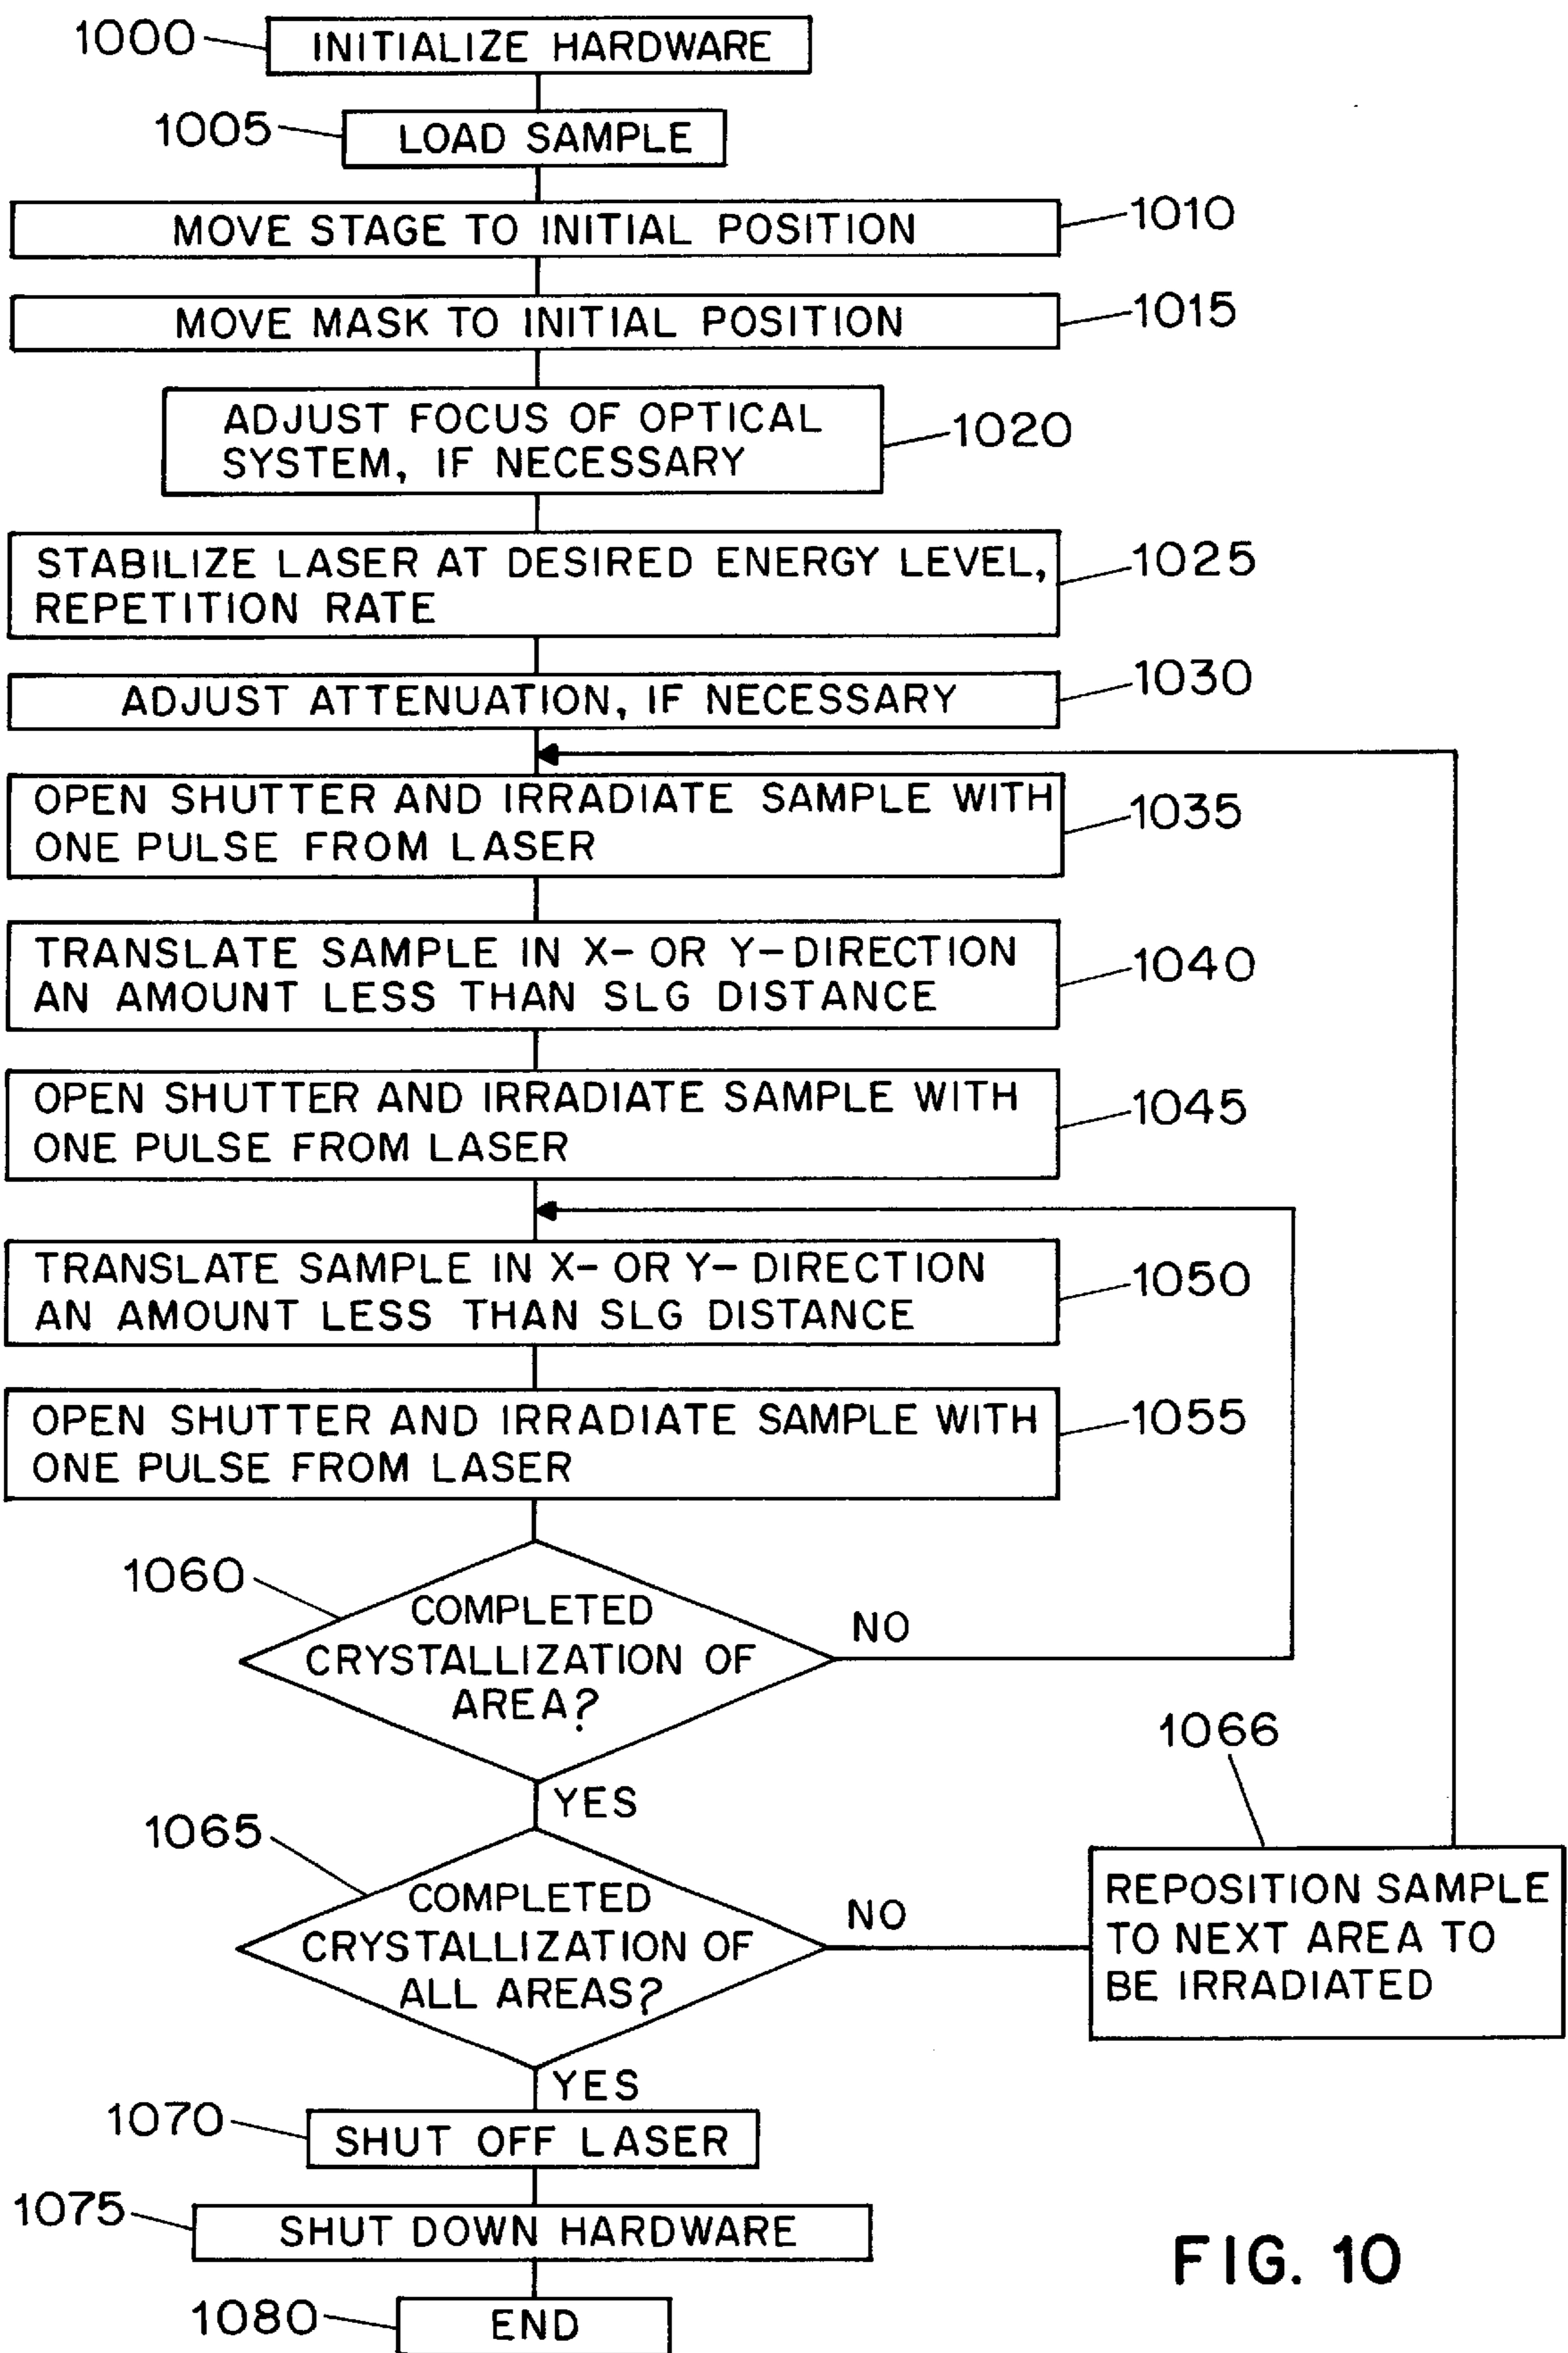 1000
INITIALIZE HARDWARE
1005
LOAD SAMPLE
MOVE STAGE TO INITIAL POSITION
1010
MOVE MASK TO INITIAL POSITION
1015
ADJUST FOCUS OF OPTICAL
SYSTEM, IF NECESSARY
1020
STABILIZE LASER AT DESIRED ENERGY LEVEL,
REPETITION RATE
1025
ADJUST ATTENUATION, IF NECESSARY
1030
OPEN SHUTTER AND IRRADIATE SAMPLE WITH
ONE PULSE FROM LASER
1035
TRANSLATE SAMPLE IN X- OR Y-DIRECTION
AN AMOUNT LESS THAN SLG DISTANCE
1040
OPEN SHUTTER AND IRRADIATE SAMPLE WITH
ONE PULSE FROM LASER
1045
TRANSLATE SAMPLE IN X- OR Y- DIRECTION
AN AMOUNT LESS THAN SLG DISTANCE
1050
OPEN SHUTTER AND IRRADIATE SAMPLE WITH
ONE PULSE FROM LASER
1055
1060
COMPLETED
CRYSTALLIZATION OF
AREA?
NO
YES
1065
COMPLETED
CRYSTALLIZATION OF
ALL AREAS?
NO
1066
REPOSITION SAMPLE
TO NEXT AREA TO
BE IRRADIATED
YES
1070
SHUT OFF LASER
1075
SHUT DOWN HARDWARE
1080
END
FIG. 10